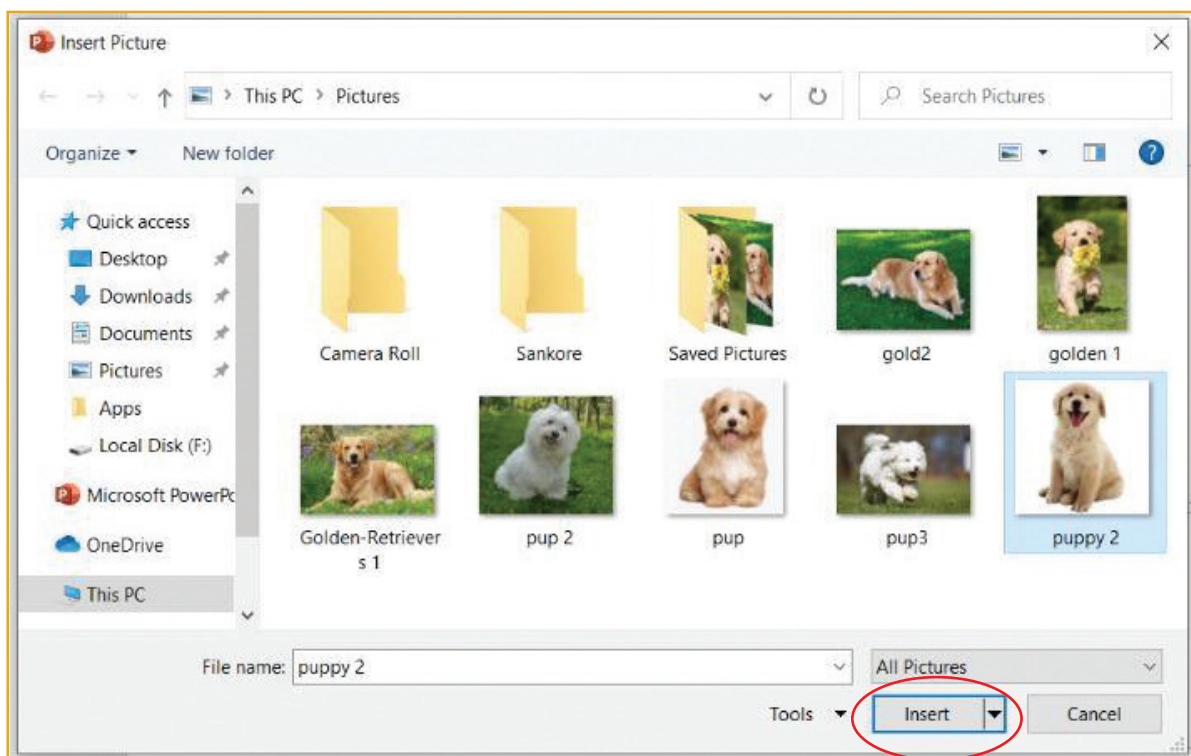 Insert Picture
This PC > Pictures
Search Pictures
Organize
New folder
?
Quick access
Desktop
Downloads
Documents
Pictures
Apps
Local Disk (F:)
Microsoft PowerPc
OneDrive
This PC
Camera Roll
Sankore
Saved Pictures
gold2
golden 1
Golden-Retriever
s 1
pup 2
pup
pup3
puppy 2
File name: puppy 2
All Pictures
Tools
Insert
Cancel